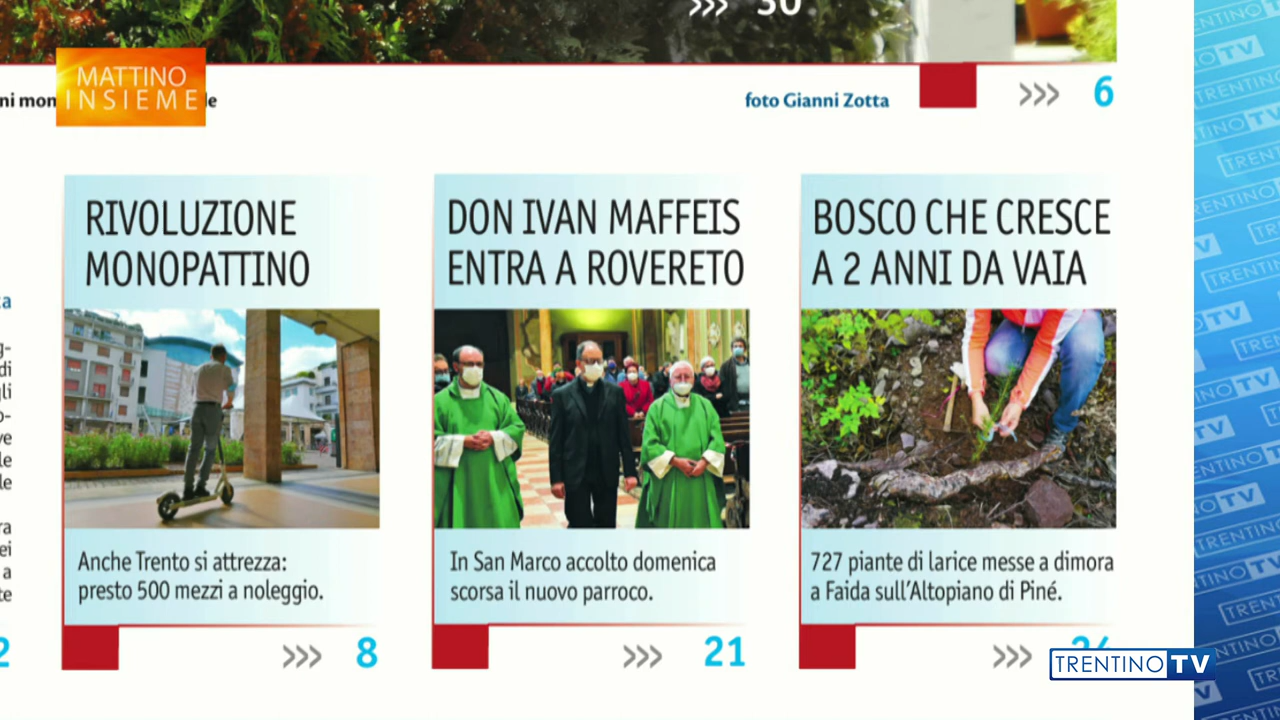 30
MATTINO
INSIEME
foto Gianni Zotta
>>> 6
RIVOLUZIONE
MONOPATTINO
Anche Trento si attrezza:
presto 500 mezzi a noleggio.
>>> 8
DON IVAN MAFFEIS
ENTRA A ROVERETO
In San Marco accolto domenica
scorsa il nuovo parroco.
>>> 21
BOSCO CHE CRESCE
A 2 ANNI DA VAIA
727 piante di larice messe a dimora
a Faida sull'Altopiano di Piné.
>>>
TRENTINO TV